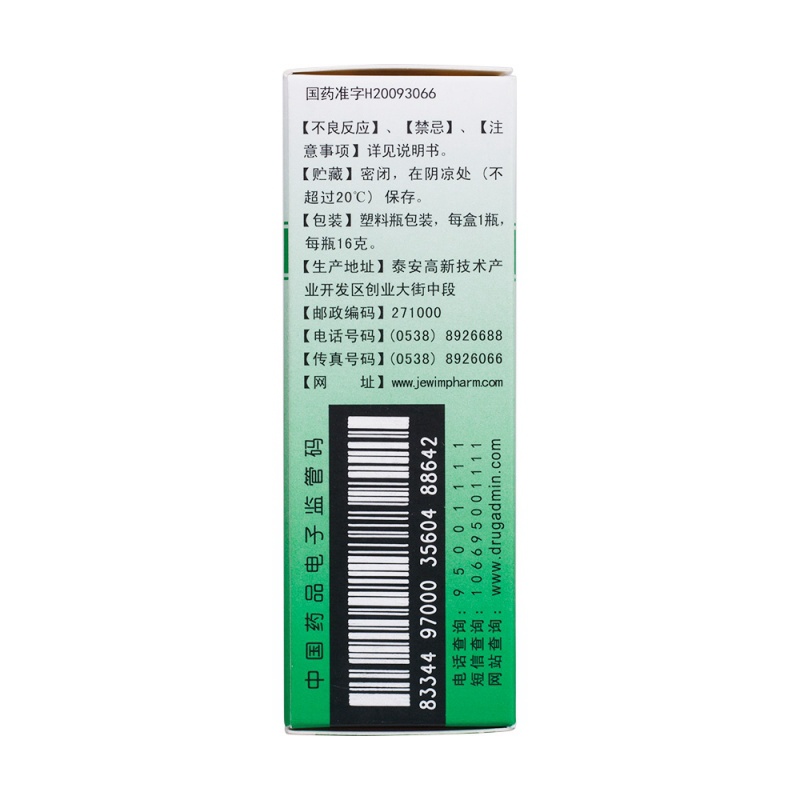 国药准字H20093066
【不良反应】、【禁忌】、【注
意事项】详见说明书。
【贮藏】密闭，在阴凉处（不
超过20℃）保存。
【包装】塑料瓶包装，每盒1瓶，
每瓶16克。
【生产地址】泰安高新技术产
业开发区创业大街中段
【邮政编码】271000
【电话号码】(0538) 8926688
【传真号码】(0538) 8926066
【网 址】www.jewimpharm.com
中国药品电子监管码
83344 97000 35604 88642
电话查询：95001111
短信查询：106695001111
网站查询：www.drugadmin.com